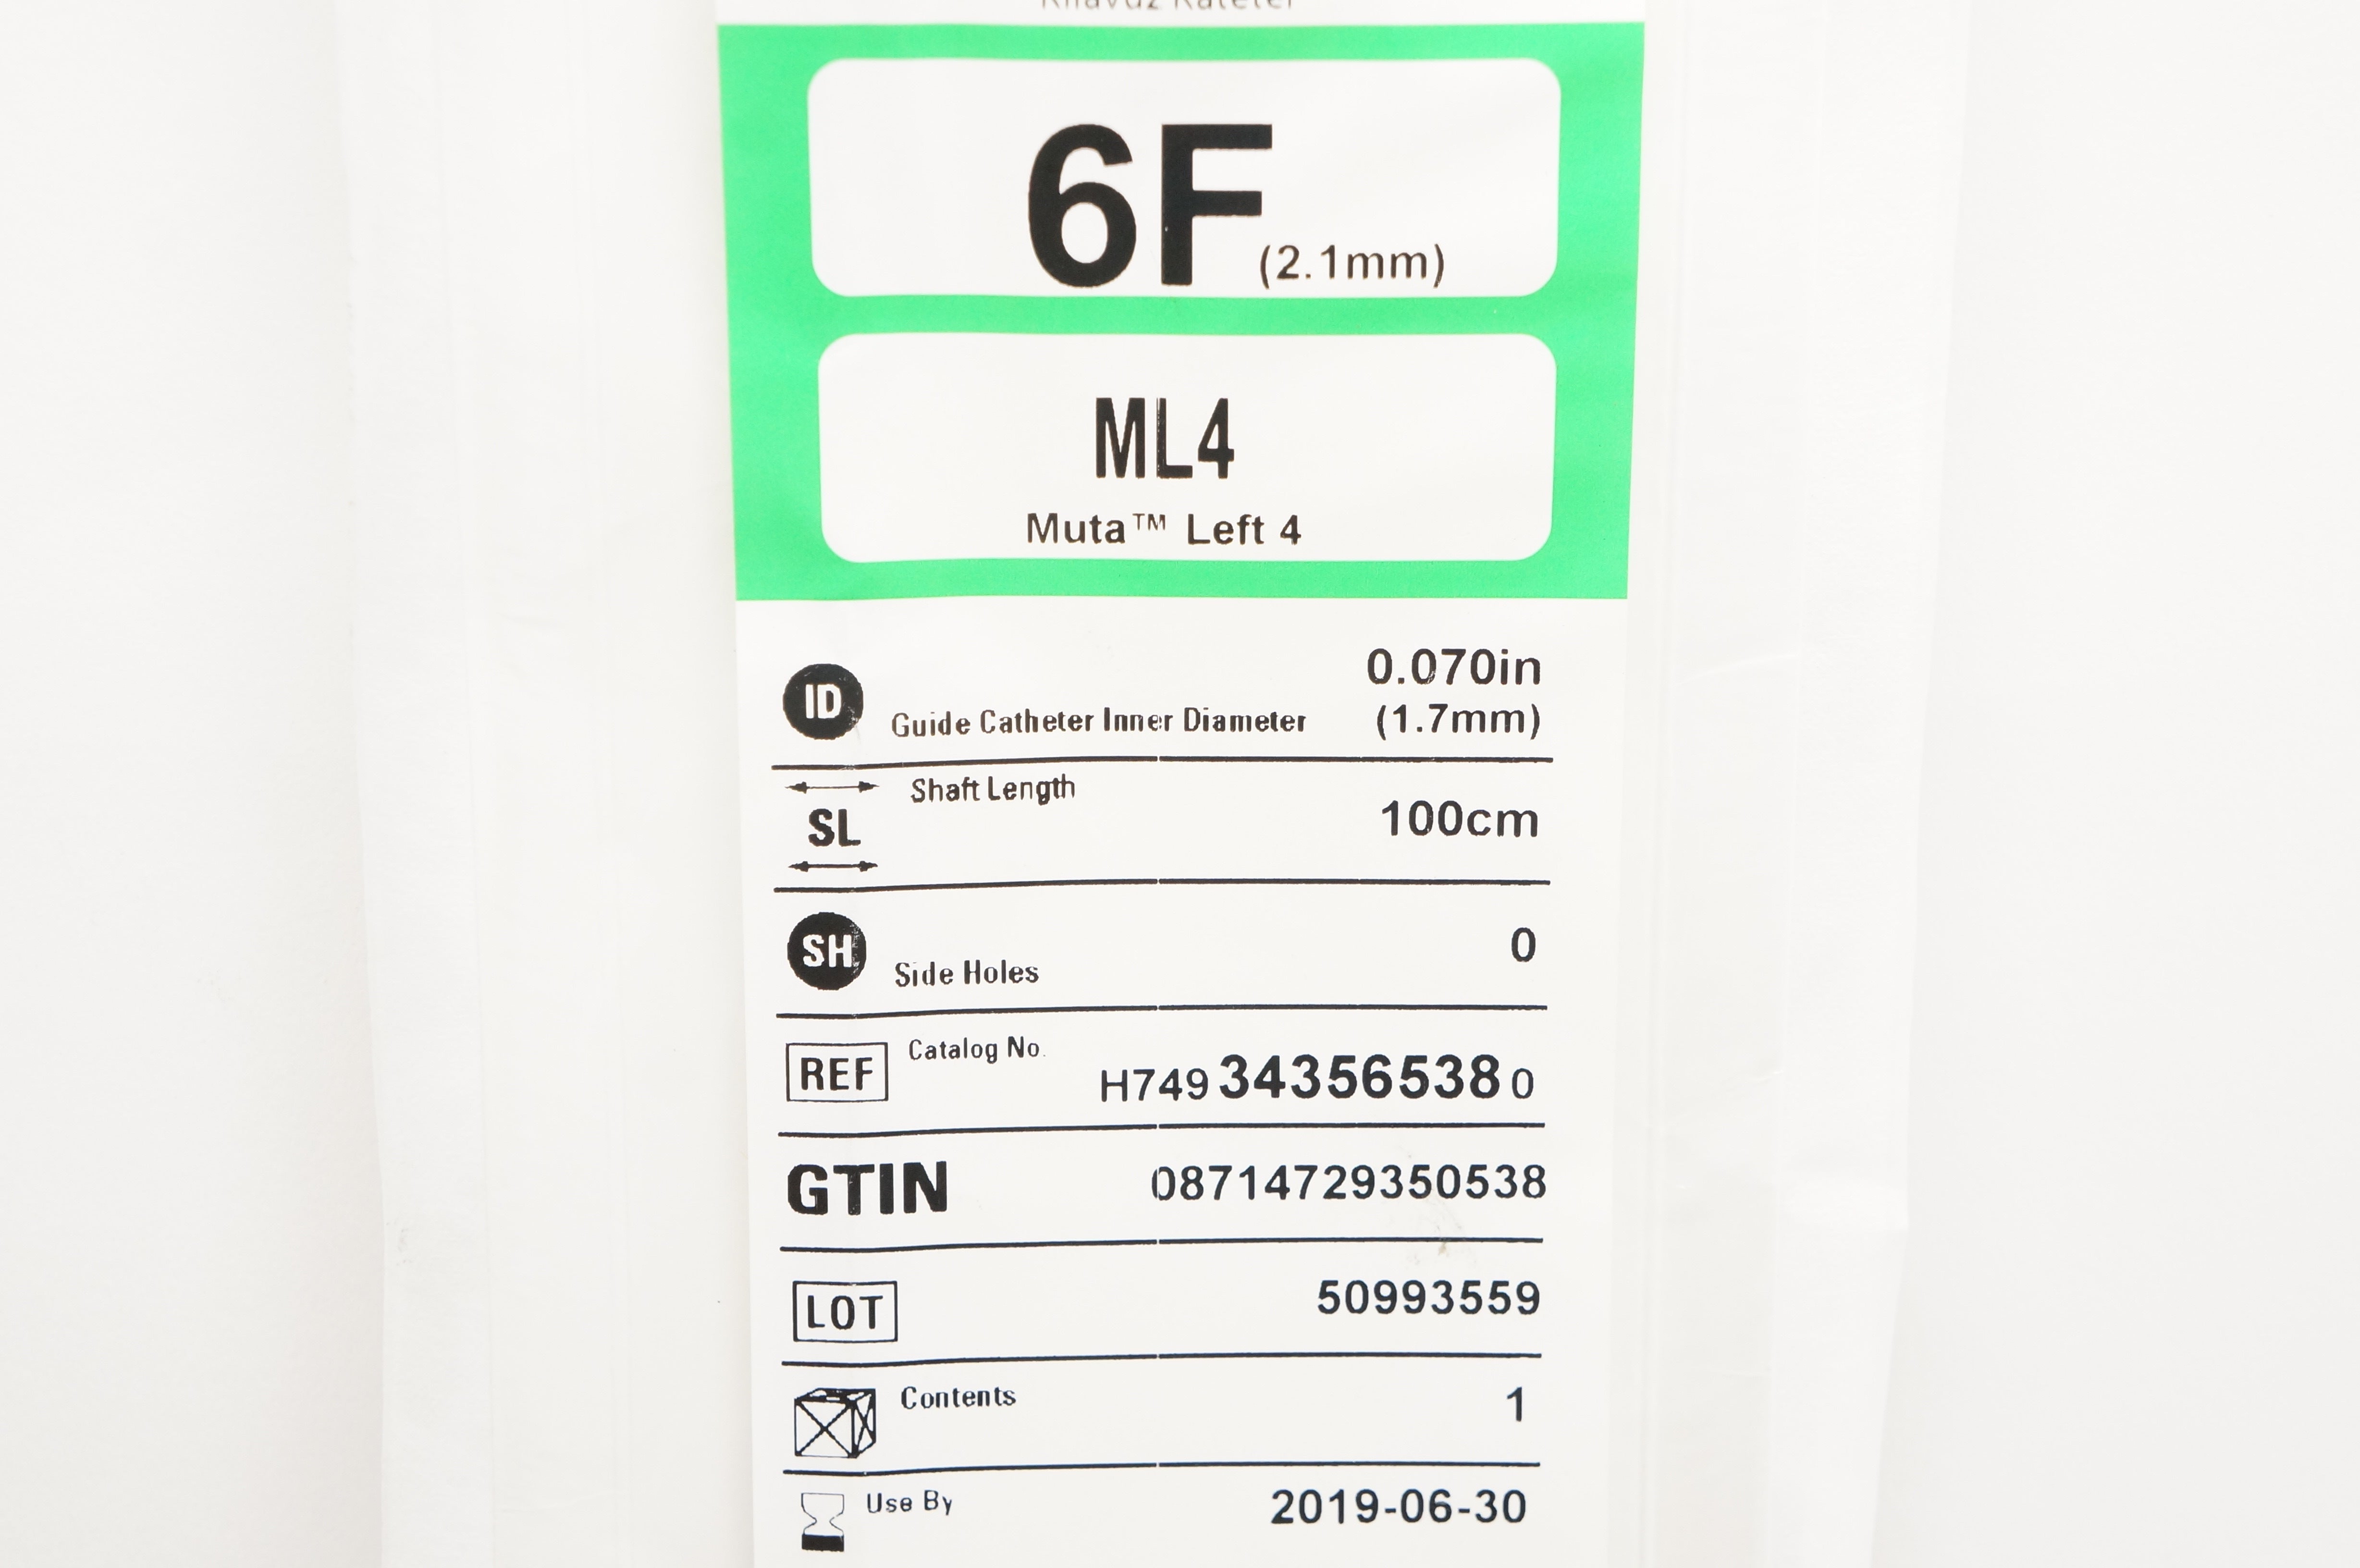 Kılavuz Kateter
6F (2.1mm)
ML4
Muta™ Left 4
ID Guide Catheter Inner Diameter 0.070in
(1.7mm)
SL Shaft Length 100cm
SH Side Holes 0
REF Catalog No. H749 34356538 0
GTIN 08714729350538
LOT 50993559
Contents 1
Use By 2019-06-30